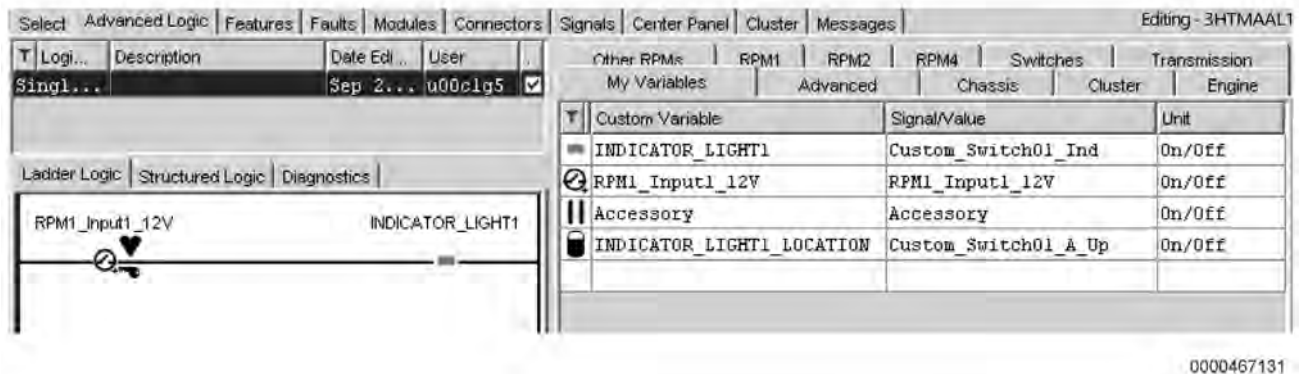 Select Advanced Logic Features Faults Modules Connectors Signals Center Panel Cluster Messages Editing - 3HTMAAL1
T Logi... Description Date Edi... User .
Singl... Sep 2... u00clg5
Other RPMs RPM1 RPM2 RPM4 Switches Transmission
My Variables Advanced Chassis Cluster Engine
T Custom Variable Signal/Value Unit
INDICATOR_LIGHT1 Custom_Switch01_Ind On/Off
RPM1_Input1_12V RPM1_Input1_12V On/Off
Accessory Accessory On/Off
INDICATOR_LIGHT1_LOCATION Custom_Switch01_A_Up On/Off
Ladder Logic Structured Logic Diagnostics
RPM1_Input1_12V INDICATOR_LIGHT1
0000467131